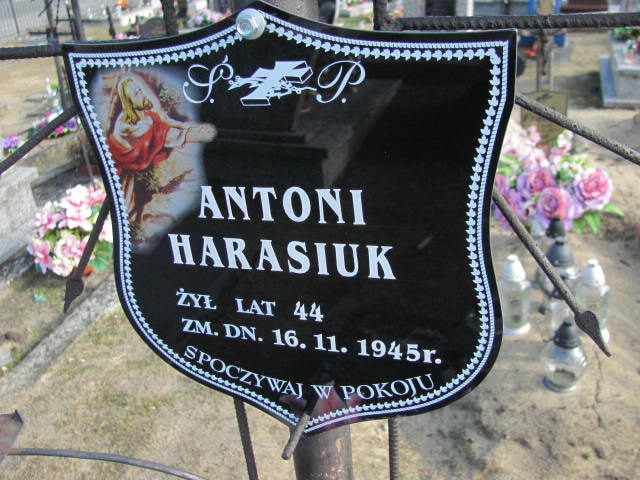 Ś. P.
ANTONI
HARASIUK
ŻYŁ LAT 44
ZM. DN. 16. 11. 1945r.
SPOCZYWAJ W POKOJU